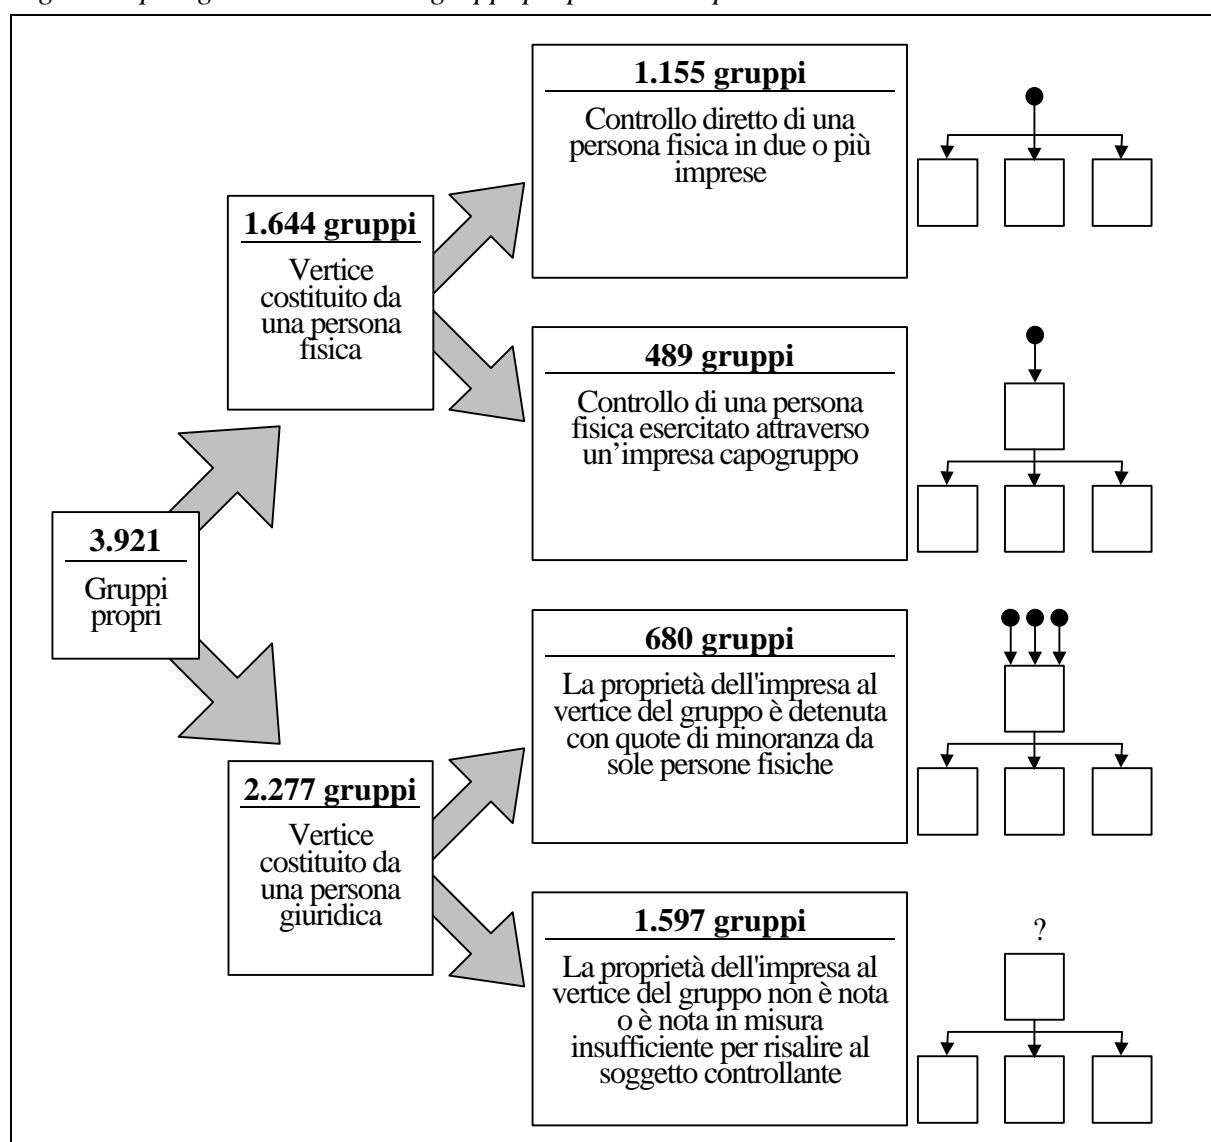 1.155 gruppi
Controllo diretto di una
persona fisica in due o più
imprese
1.644 gruppi
Vertice
costituito da
una persona
fisica
489 gruppi
Controllo di una persona
fisica esercitato attraverso
un’impresa capogruppo
3.921
Gruppi
propri
680 gruppi
La proprietà dell'impresa al
vertice del gruppo è detenuta
con quote di minoranza da
sole persone fisiche
2.277 gruppi
Vertice
costituito da
una persona
giuridica
1.597 gruppi
La proprietà dell'impresa al
vertice del gruppo non è nota
o è nota in misura
insufficiente per risalire al
soggetto controllante
?